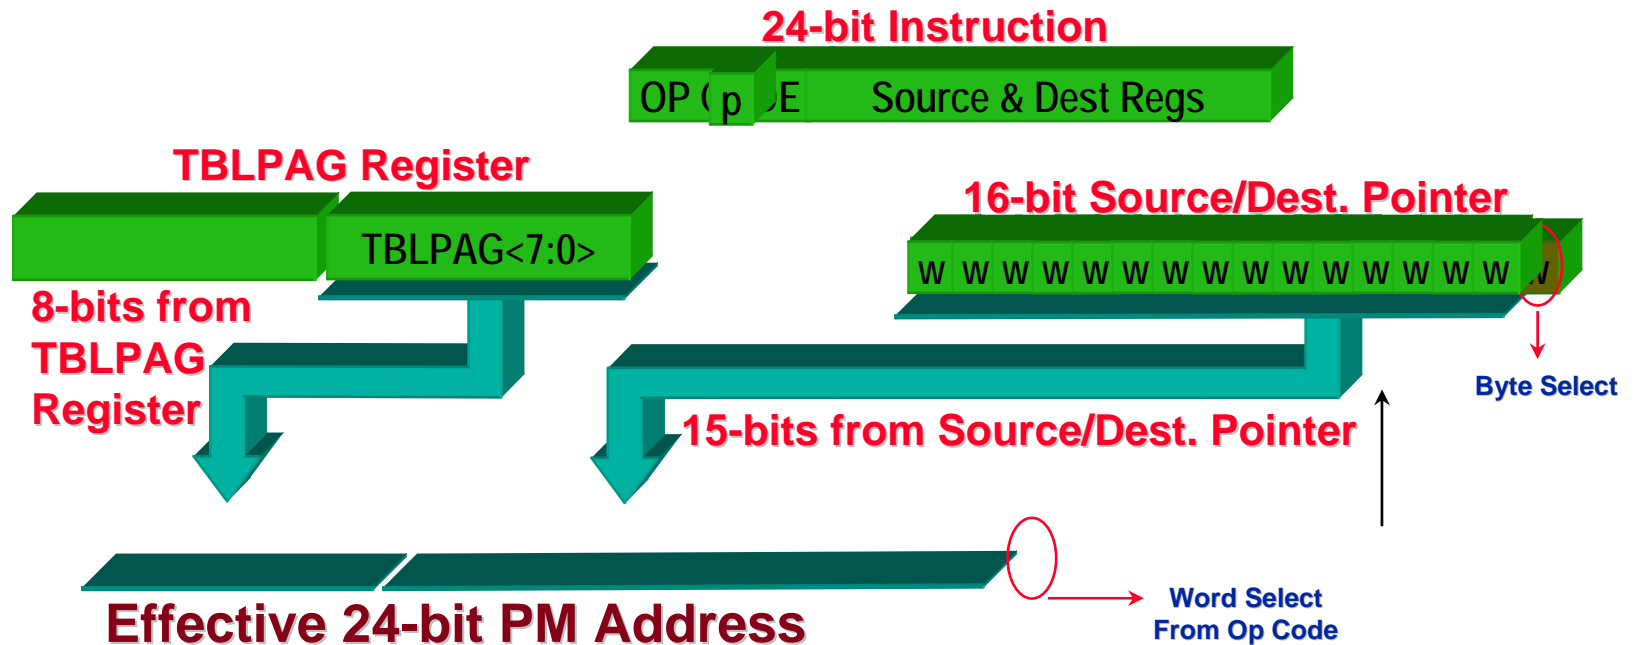 24-bit Instruction
OP p DE Source & Dest Regs
TBLPAG Register
16-bit Source/Dest. Pointer
TBLPAG<7:0>
W W W W W W W W W W W W W W W W
8-bits from
TBLPAG
Register
Byte Select
15-bits from Source/Dest. Pointer
Word Select
From Op Code
Effective 24-bit PM Address